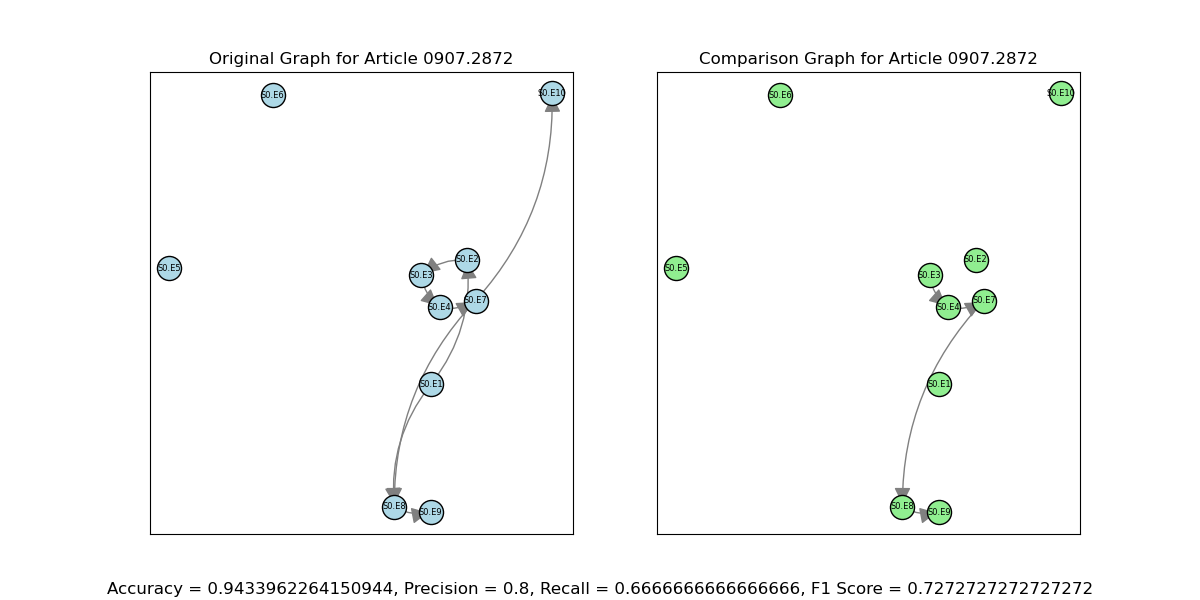 Original Graph for Article 0907.2872
Comparison Graph for Article 0907.2872
S0.E6
S0.E10
S0.E6
S0.E10
S0.E5
S0.E3
S0.E2
S0.E5
S0.E3
S0.E2
S0.E4
S0.E7
S0.E4
S0.E7
S0.E1
S0.E1
S0.E8
S0.E9
S0.E8
S0.E9
Accuracy = 0.9433962264150944, Precision = 0.8, Recall = 0.6666666666666666, F1 Score = 0.7272727272727272